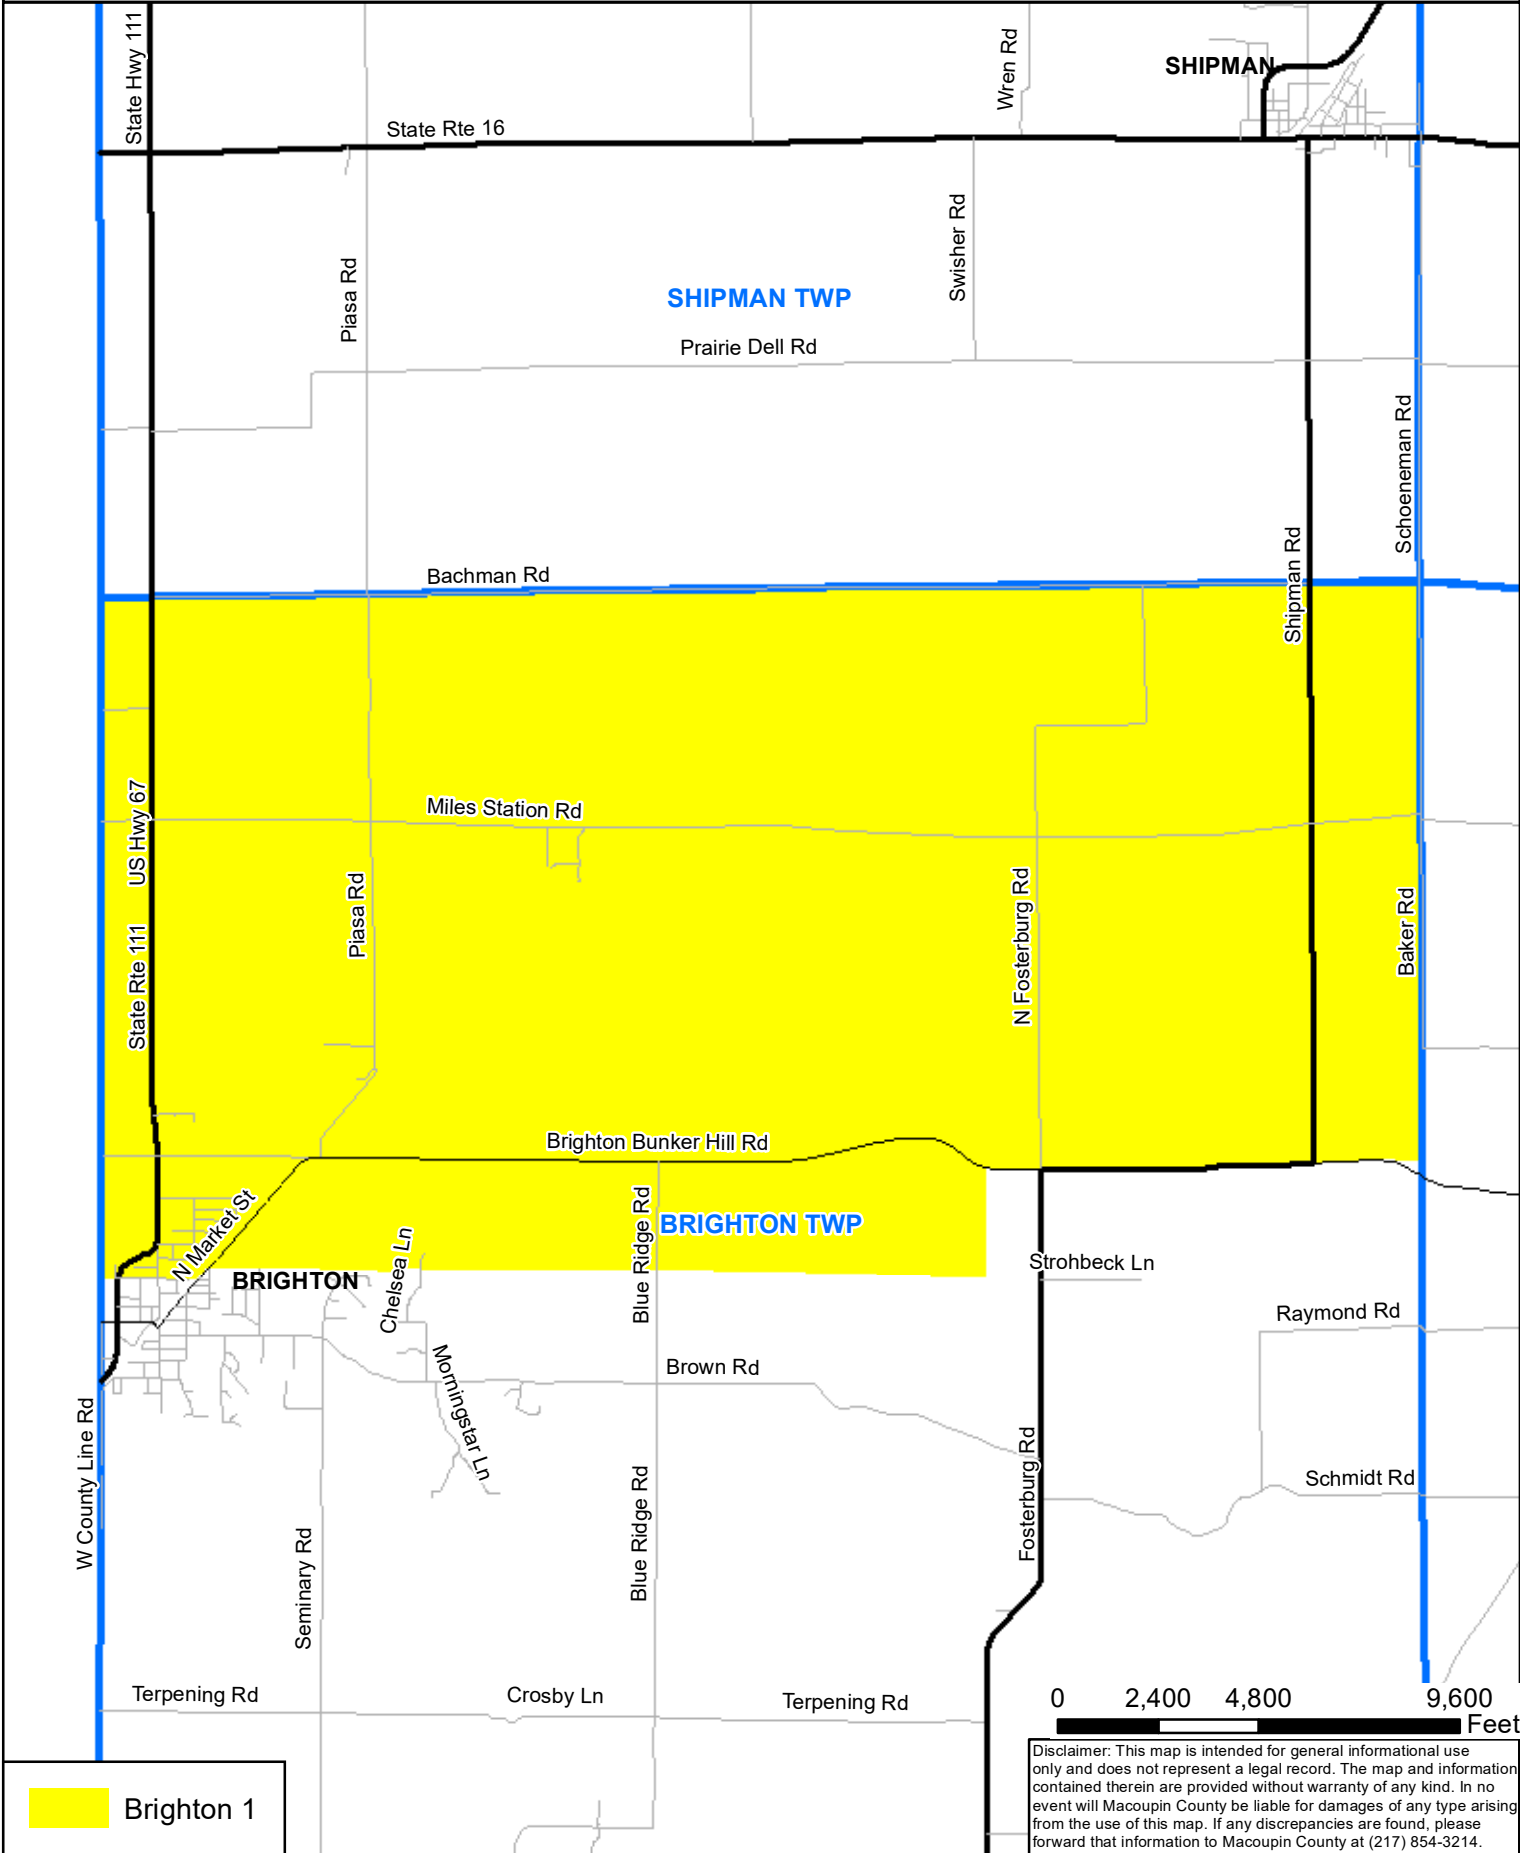 State Hwy 111
Wren Rd
SHIPMAN
State Rte 16
Piasa Rd
Swisher Rd
SHIPMAN TWP
Prairie Dell Rd
Schoeneman Rd
Bachman Rd
Shipman Rd
US Hwy 67
Miles Station Rd
Piasa Rd
N Fosterburg Rd
Baker Rd
State Rte 111
Brighton Bunker Hill Rd
N Market St
Blue Ridge Rd
BRIGHTON TWP
Chelsea Ln
BRIGHTON
Strohbeck Ln
Raymond Rd
Brown Rd
Morningstar Ln
W County Line Rd
Fosterburg Rd
Schmidt Rd
Blue Ridge Rd
Seminary Rd
Terpening Rd
Crosby Ln
Terpening Rd
0 2,400 4,800 9,600
Feet
Brighton 1
Disclaimer: This map is intended for general informational use
only and does not represent a legal record. The map and information
contained therein are provided without warranty of any kind. In no
event will Macoupin County be liable for damages of any type arising
from the use of this map. If any discrepancies are found, please
forward that information to Macoupin County at (217) 854-3214.